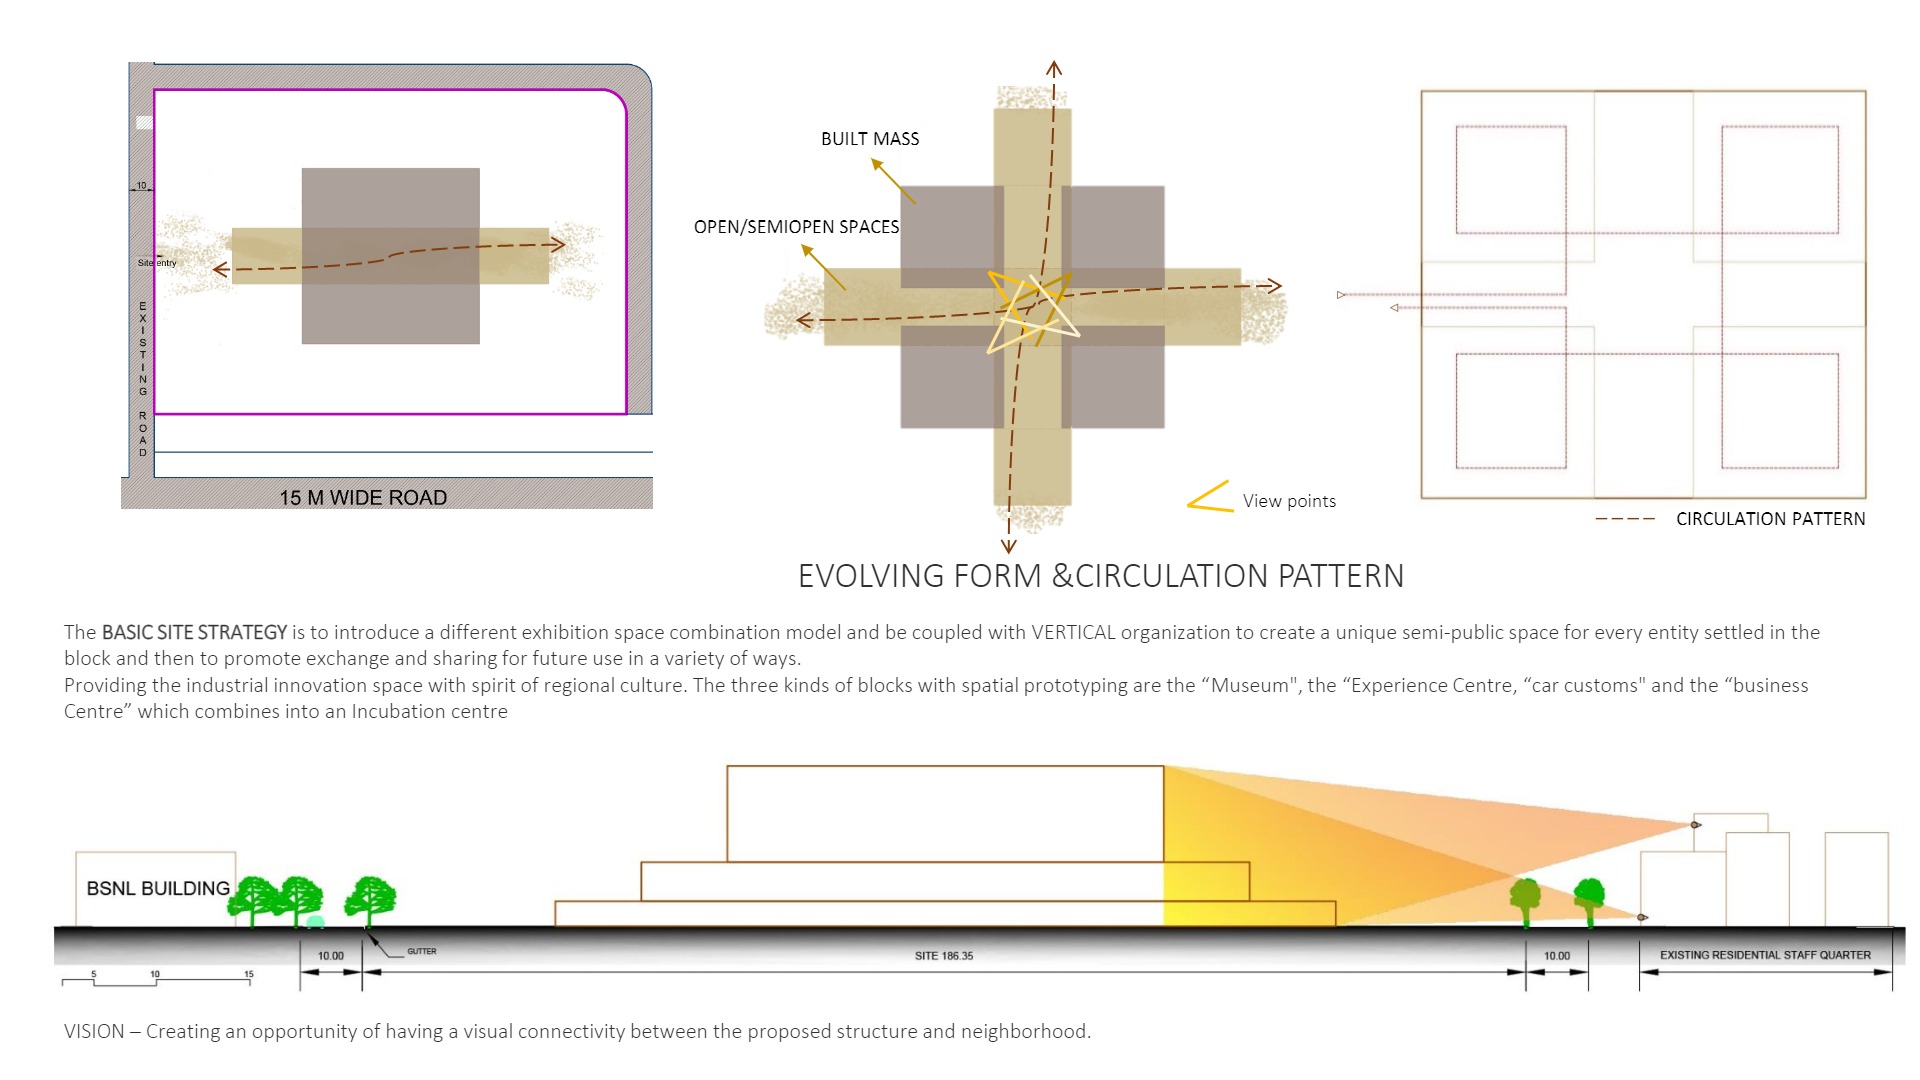 10
Site entry
EXISTING ROAD
15 M WIDE ROAD
BUILT MASS
OPEN/SEMIOPEN SPACES
View points
CIRCULATION PATTERN
EVOLVING FORM &CIRCULATION PATTERN
The BASIC SITE STRATEGY is to introduce a different exhibition space combination model and be coupled with VERTICAL organization to create a unique semi-public space for every entity settled in the
block and then to promote exchange and sharing for future use in a variety of ways.
Providing the industrial innovation space with spirit of regional culture. The three kinds of blocks with spatial prototyping are the “Museum", the “Experience Centre, “car customs" and the “business
Centre” which combines into an Incubation centre
BSNL BUILDING
10.00
GUTTER
SITE 186.35
10.00
EXISTING RESIDENTIAL STAFF QUARTER
5 10 15
VISION – Creating an opportunity of having a visual connectivity between the proposed structure and neighborhood.